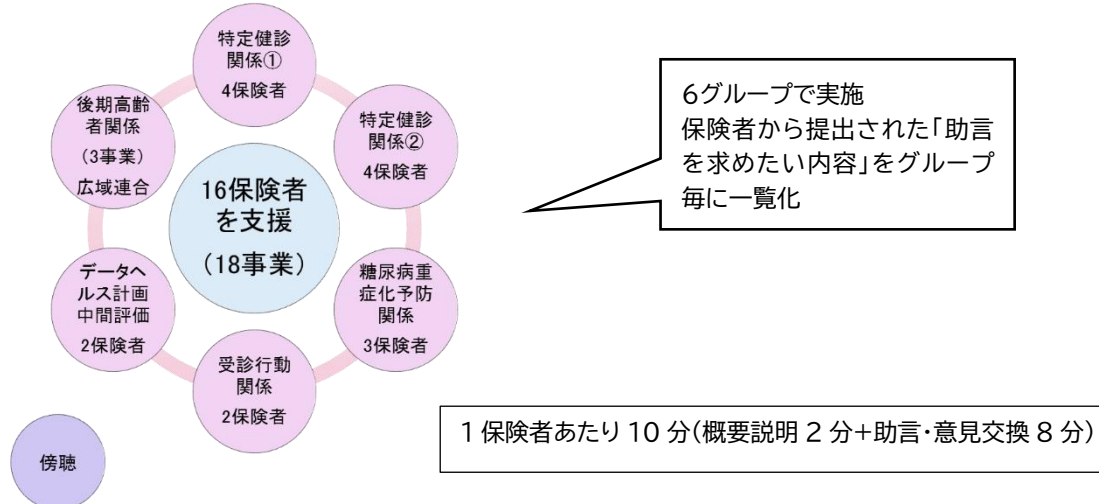 特定健診
関係①
4保険者
特定健診
関係②
4保険者
糖尿病重
症化予防
関係
3保険者
受診行動
関係
2保険者
データヘ
ルス計画
中間評価
2保険者
後期高齢
者関係
(3事業)
広域連合
16保険者
を支援
(18事業)
6グループで実施
保険者から提出された「助言
を求めたい内容」をグループ
毎に一覧化
1保険者あたり10分(概要説明2分+助言・意見交換8分)
傍聴